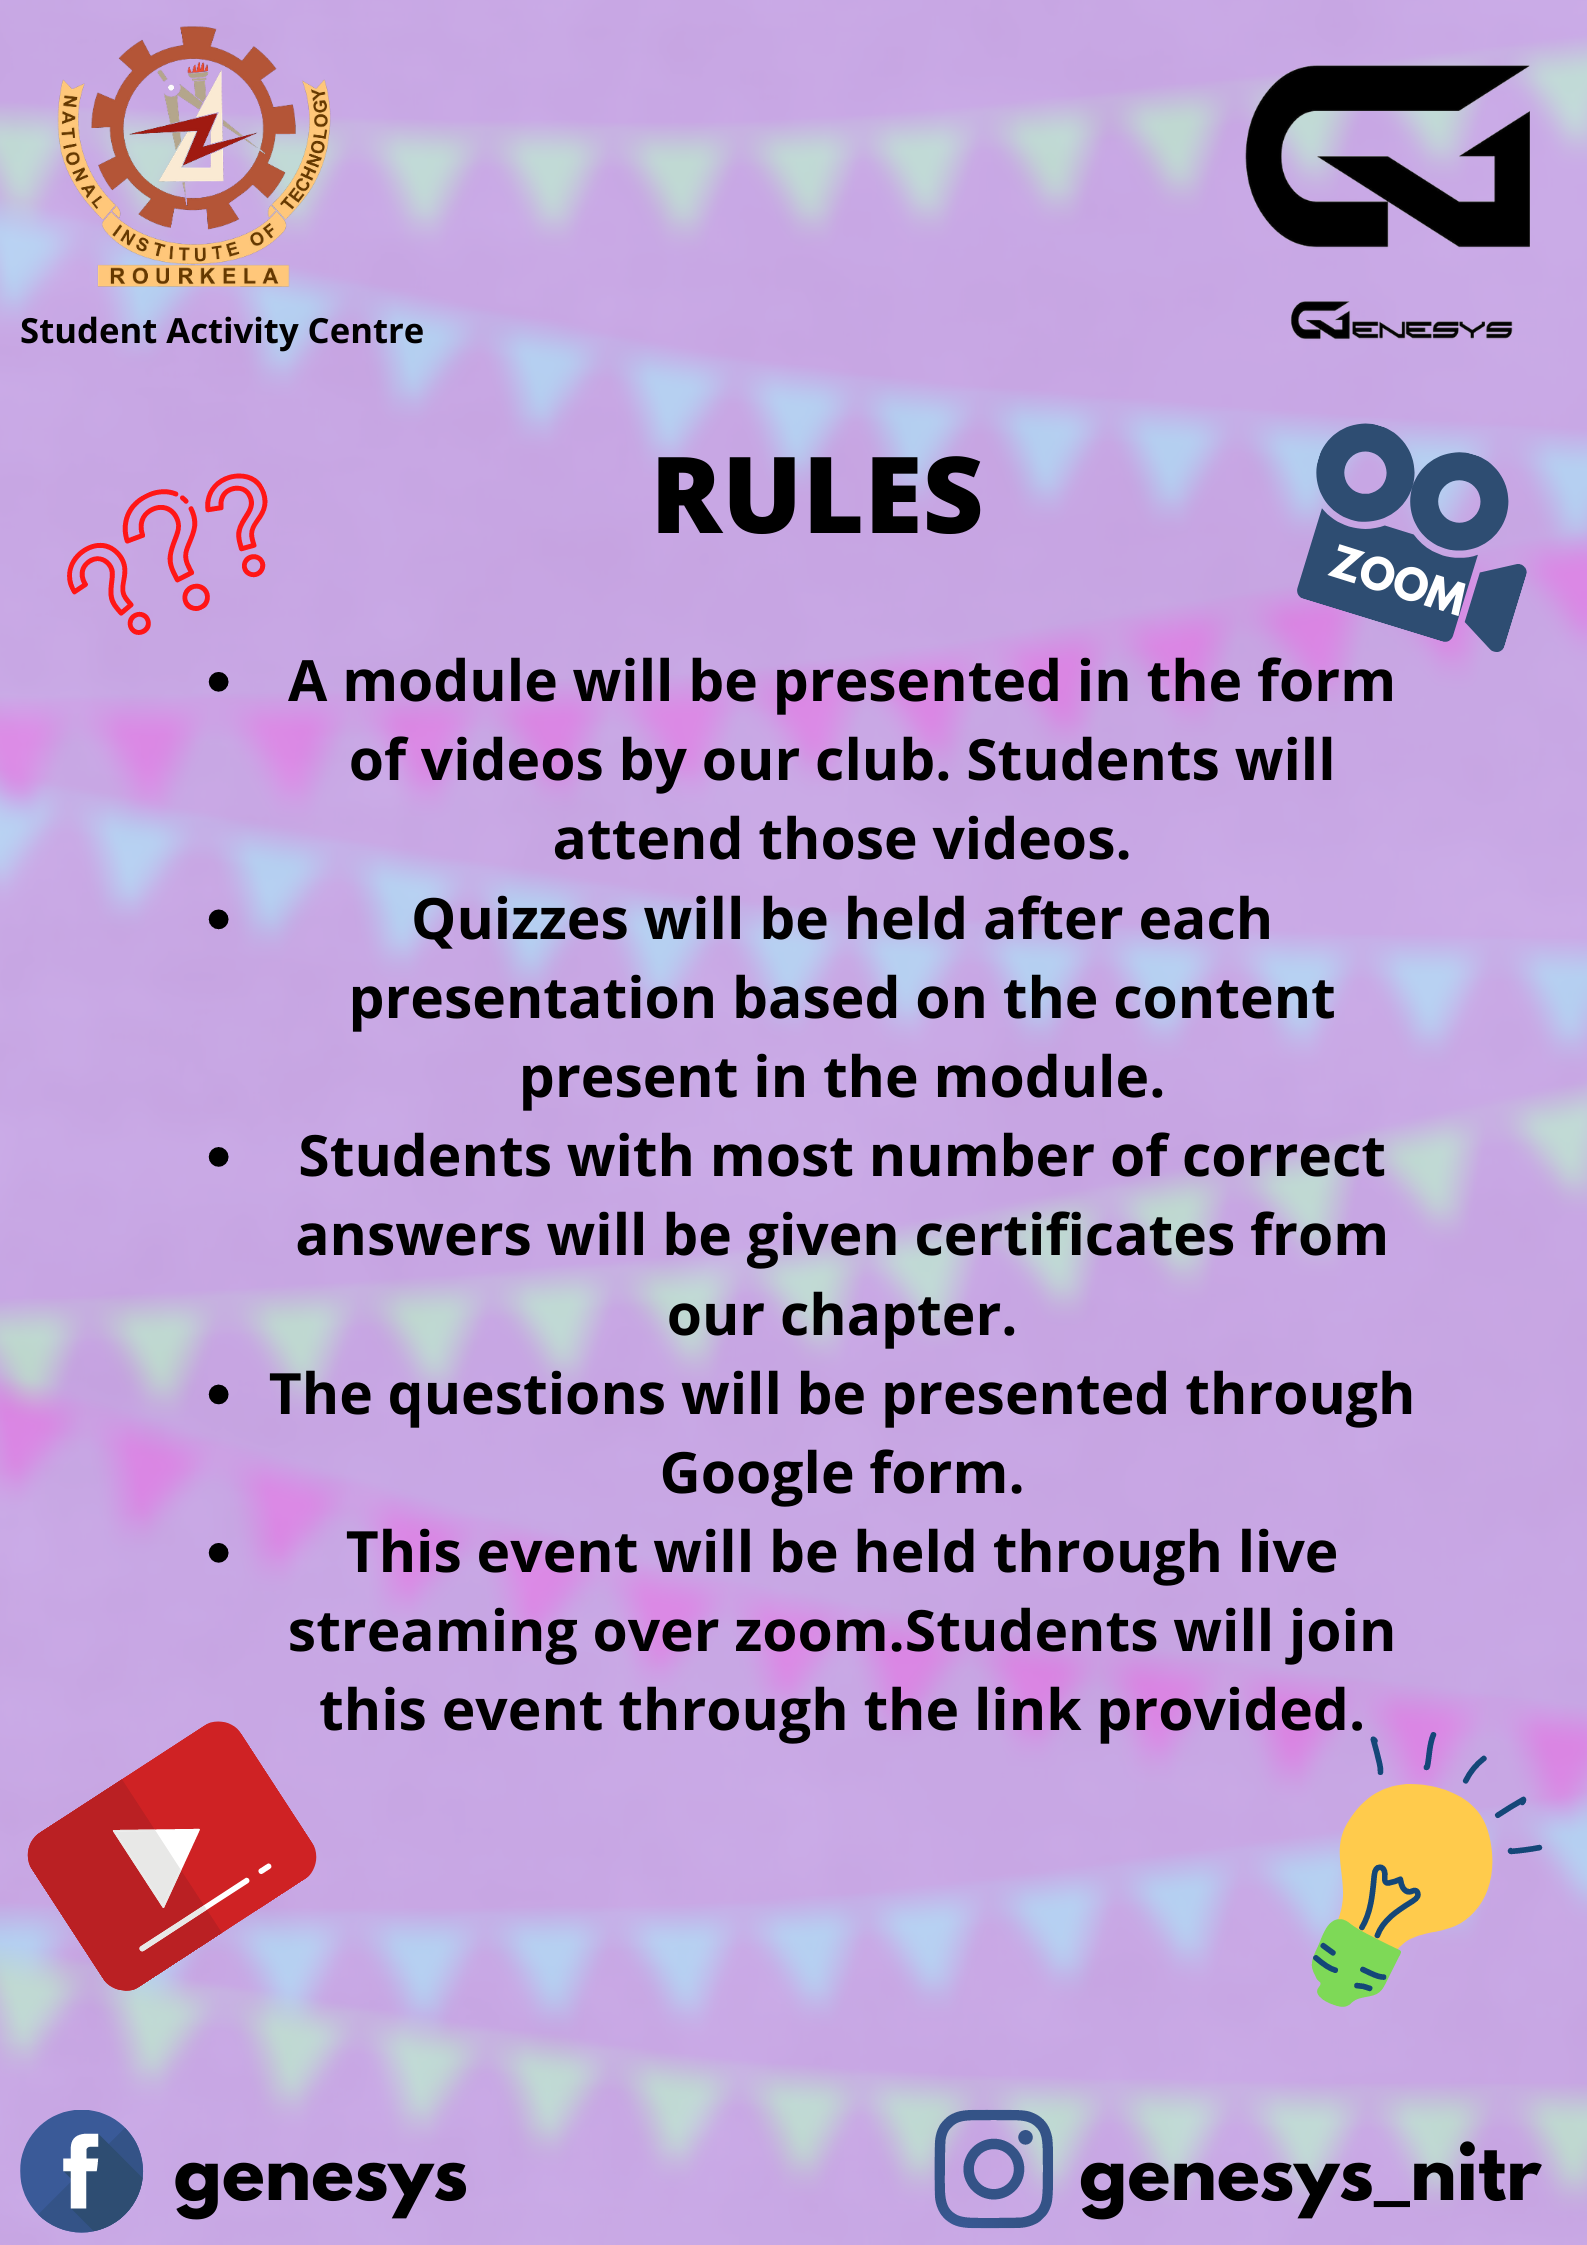 NATIONAL INSTITUTE OF TECHNOLOGY
ROURKELA
Student Activity Centre
GENESYS
RULES
ZOOM
• A module will be presented in the form
of videos by our club. Students will
attend those videos.
• Quizzes will be held after each
presentation based on the content
present in the module.
• Students with most number of correct
answers will be given certificates from
our chapter.
• The questions will be presented through
Google form.
• This event will be held through live
streaming over zoom.Students will join
this event through the link provided.
genesys
genesys_nitr